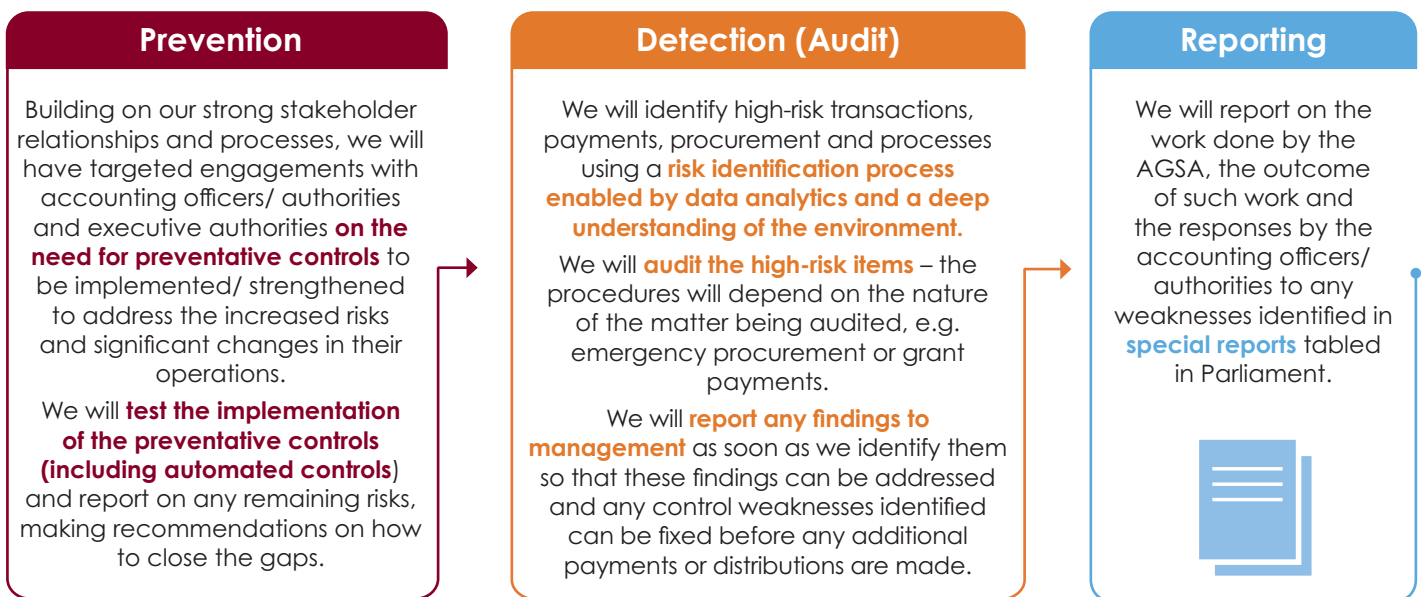 Prevention
Building on our strong stakeholder
relationships and processes, we will
have targeted engagements with
accounting officers/ authorities
and executive authorities on the
need for preventative controls to
be implemented/ strengthened
to address the increased risks
and significant changes in their
operations.
We will test the implementation
of the preventative controls
(including automated controls)
and report on any remaining risks,
making recommendations on how
to close the gaps.
Detection (Audit)
We will identify high-risk transactions,
payments, procurement and processes
using a risk identification process
enabled by data analytics and a deep
understanding of the environment.
We will audit the high-risk items – the
procedures will depend on the nature
of the matter being audited, e.g.
emergency procurement or grant
payments.
We will report any findings to
management as soon as we identify them
so that these findings can be addressed
and any control weaknesses identified
can be fixed before any additional
payments or distributions are made.
Reporting
We will report on the
work done by the
AGSA, the outcome
of such work and
the responses by the
accounting officers/
authorities to any
weaknesses identified in
special reports tabled
in Parliament.